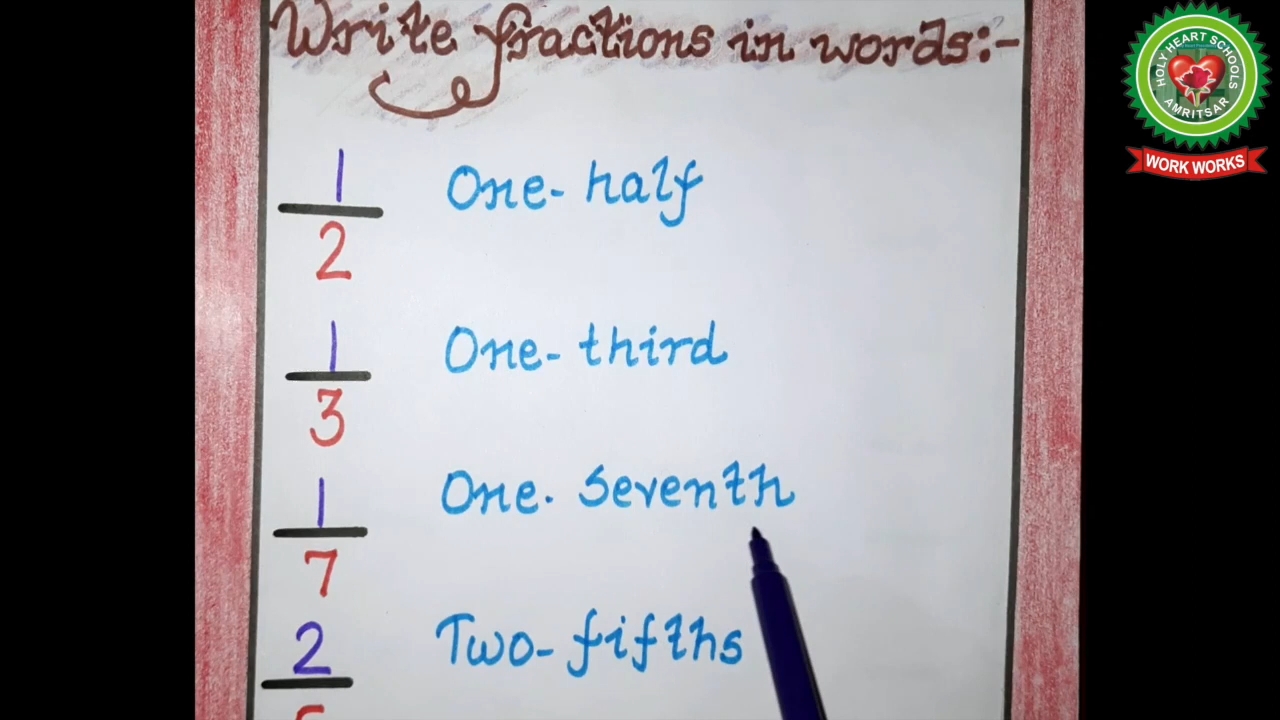 Write fractions in words:-
1/2 One-half
1/3 One-third
1/7 One. Seventh
2/5 Two-fifths
HOLY HEART SCHOOLS
AMRITSAR
WORK WORKS